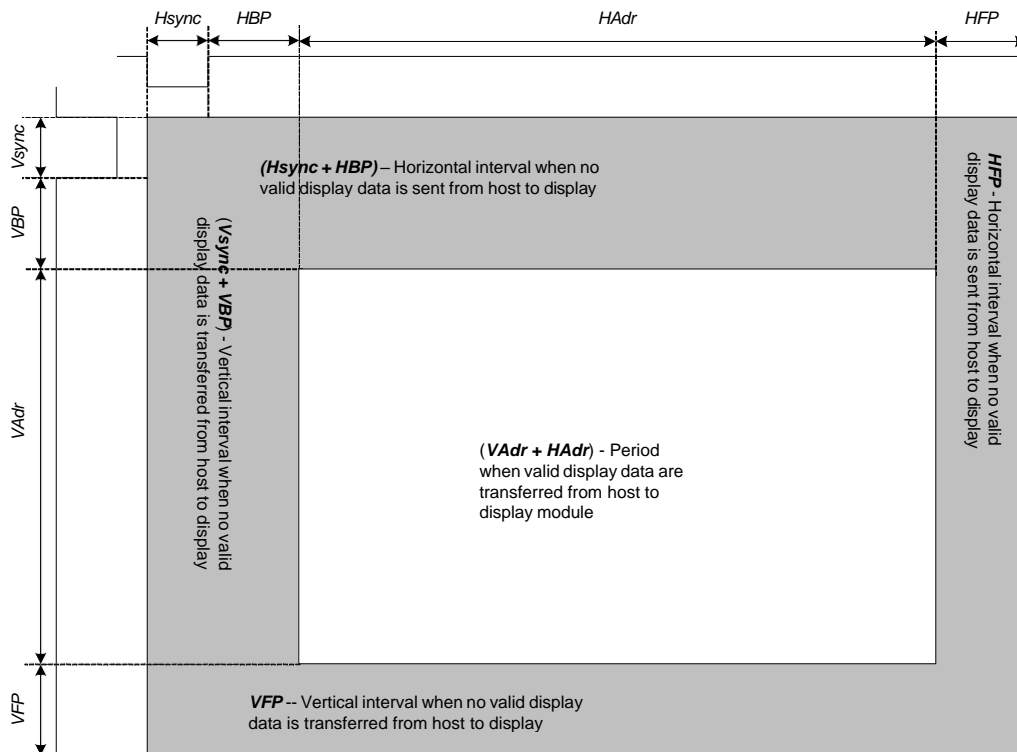 Hsync HBP HAdr HFP
Vsync
VBP
VAdr
VFP
(Hsync + HBP) – Horizontal interval when no
valid display data is sent from host to display
(Vsync + VBP) - Vertical interval when no valid
display data is transferred from host to display
HFP - Horizontal interval when no valid
display data is sent from host to display
(VAdr + HAdr) - Period
when valid display data are
transferred from host to
display module
VFP -- Vertical interval when no valid display
data is transferred from host to display